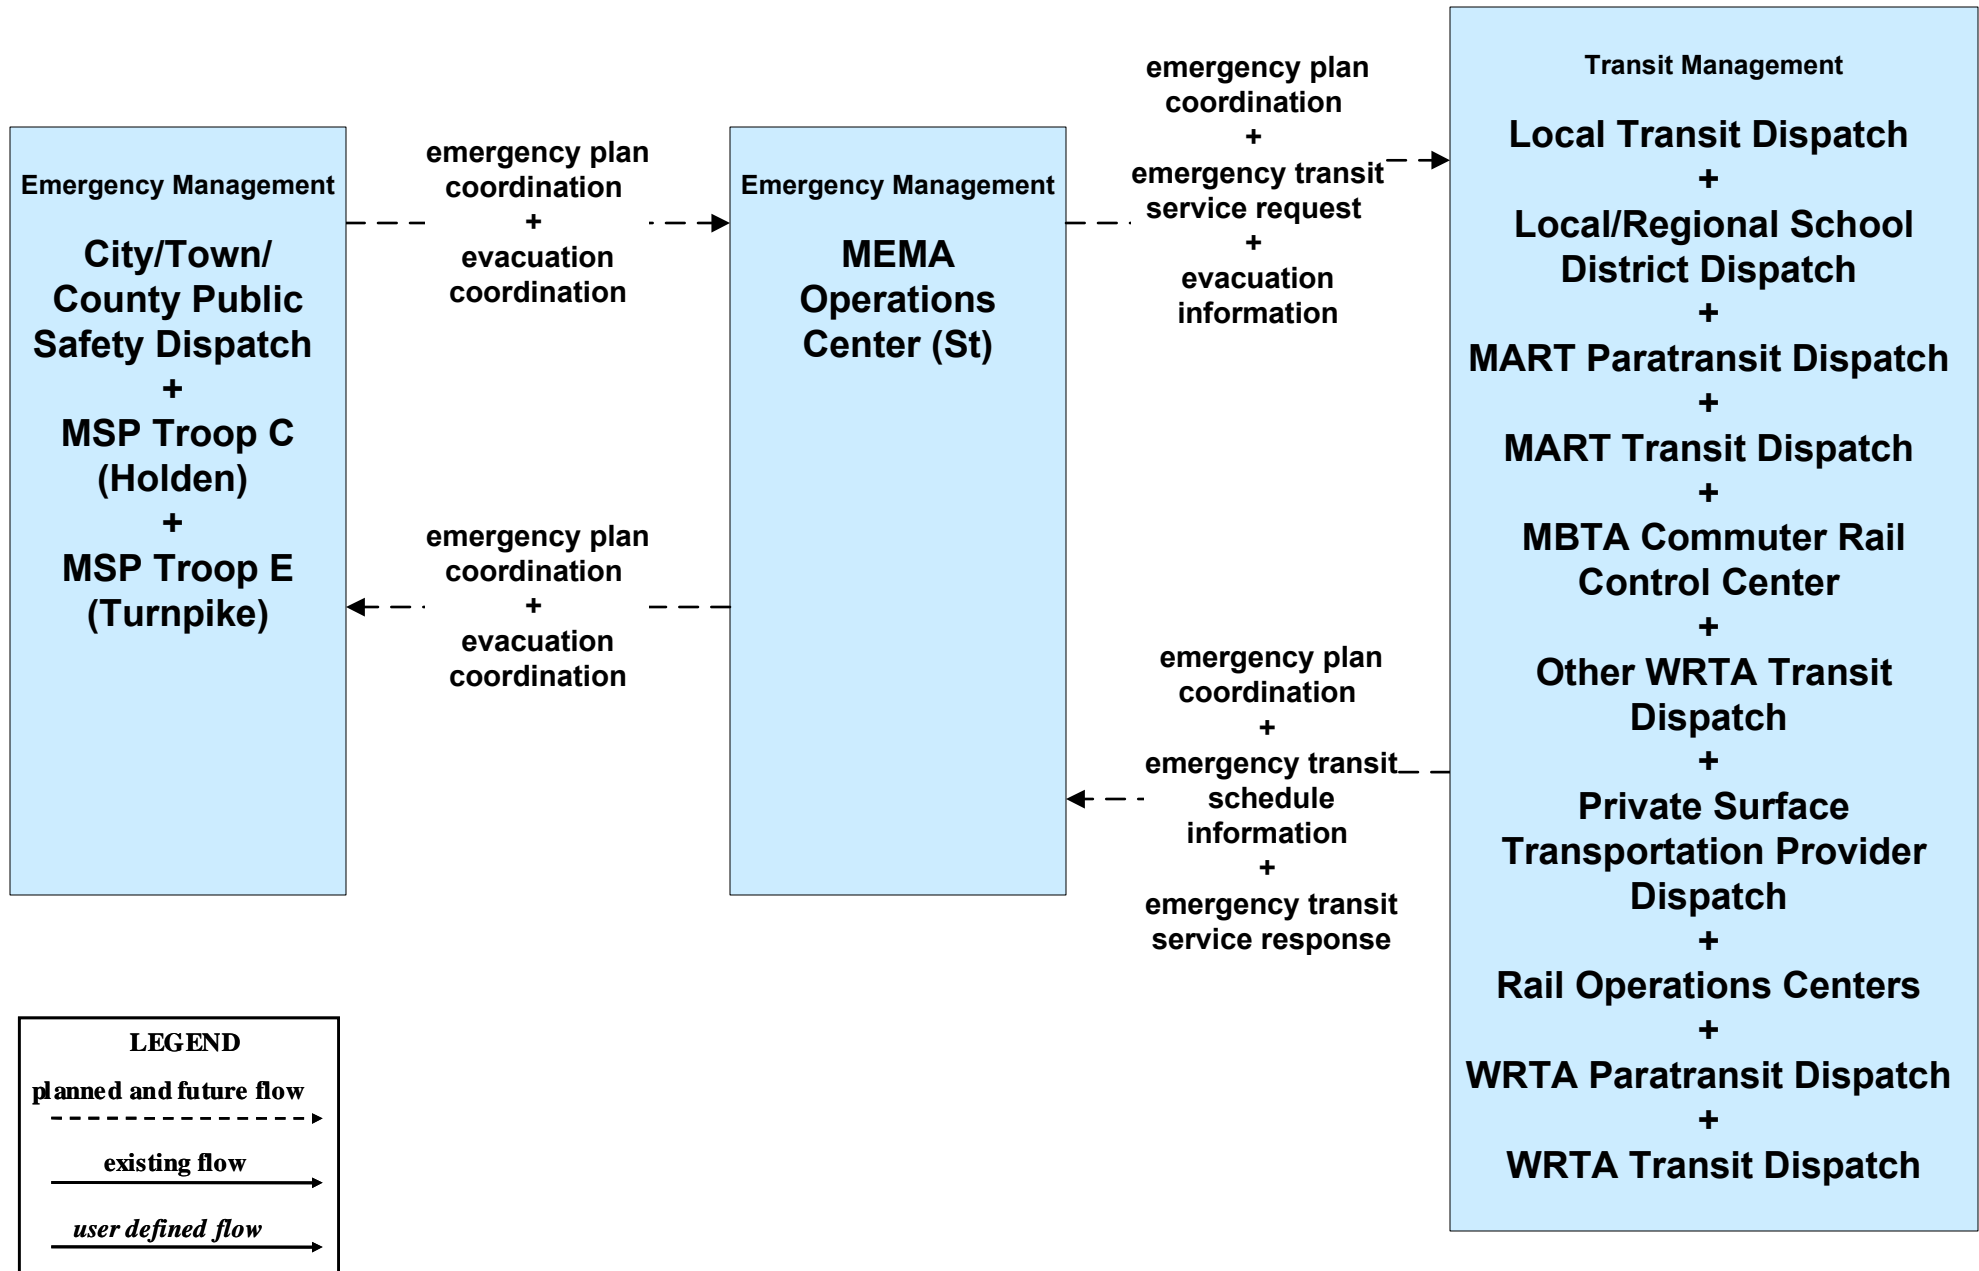 Emergency Management
City/Town/
County Public
Safety Dispatch
+
MSP Troop C
(Holden)
+
MSP Troop E
(Turnpike)
emergency plan
coordination
+
evacuation
coordination
emergency plan
coordination
+
evacuation
coordination
Emergency Management
MEMA
Operations
Center (St)
emergency plan
coordination
+
emergency transit
service request
+
evacuation
information
emergency plan
coordination
+
emergency transit
schedule
information
+
emergency transit
service response
Transit Management
Local Transit Dispatch
+
Local/Regional School
District Dispatch
+
MART Paratransit Dispatch
+
MART Transit Dispatch
+
MBTA Commuter Rail
Control Center
+
Other WRTA Transit
Dispatch
+
Private Surface
Transportation Provider
Dispatch
+
Rail Operations Centers
+
WRTA Paratransit Dispatch
+
WRTA Transit Dispatch
LEGEND
planned and future flow
existing flow
user defined flow